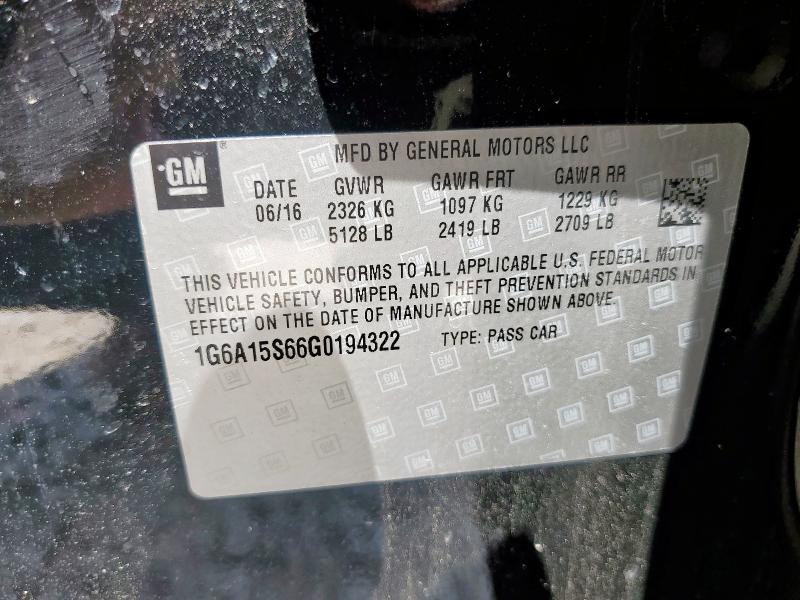 GM
MFD BY GENERAL MOTORS LLC
DATE GVWR GAWR FRT GAWR RR
06/16 2326 KG 1097 KG 1229 KG
5128 LB 2419 LB 2709 LB
THIS VEHICLE CONFORMS TO ALL APPLICABLE U.S. FEDERAL MOTOR
VEHICLE SAFETY, BUMPER, AND THEFT PREVENTION STANDARDS IN
EFFECT ON THE DATE OF MANUFACTURE SHOWN ABOVE.
1G6A15S66G0194322 TYPE: PASS CAR